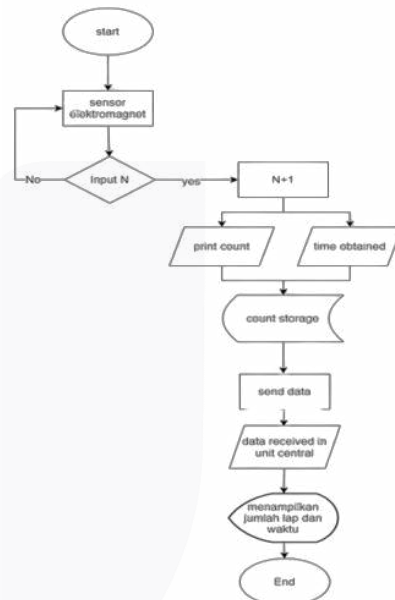 start
sensor
elektromagnet
Input N
No
yes
N+1
print count
time obtained
count storage
send data
data received in
unit central
menampilkan
jumlah lap dan
waktu
End